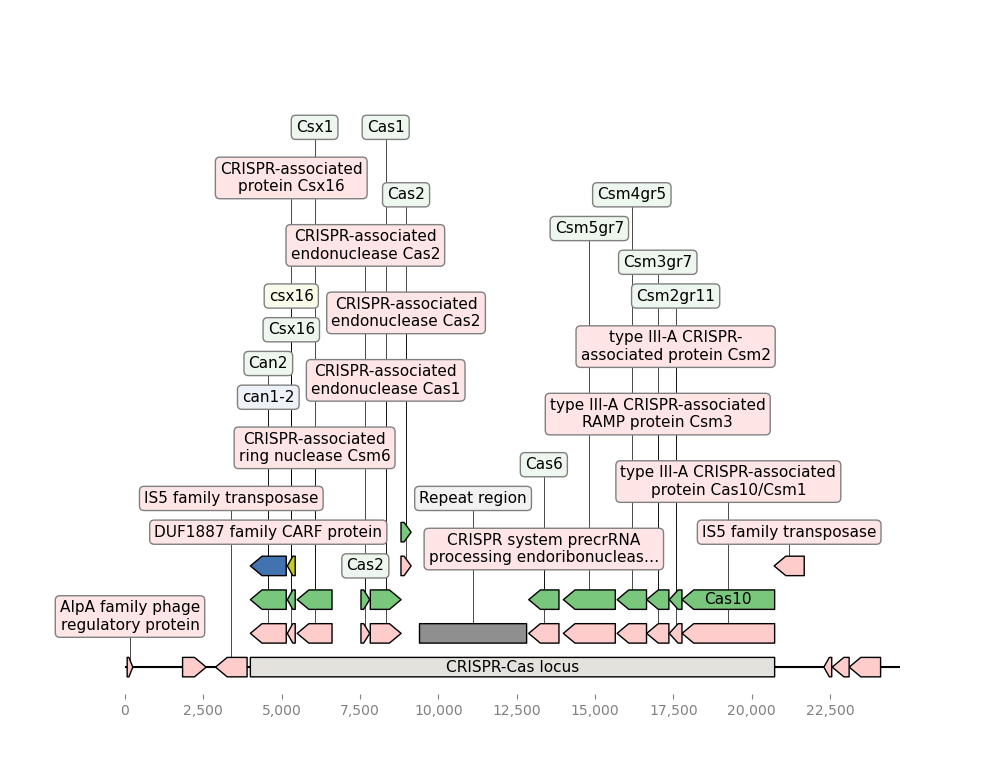 Csx1
Cas1
CRISPR-associated
protein Csx16
Cas2
Csm4gr5
Csm5gr7
CRISPR-associated
endonuclease Cas2
Csm3gr7
csx16
Csm2gr11
CRISPR-associated
endonuclease Cas2
Csx16
type III-A CRISPR-
associated protein Csm2
Can2
CRISPR-associated
endonuclease Cas1
can1-2
type III-A CRISPR-associated
RAMP protein Csm3
CRISPR-associated
ring nuclease Csm6
Cas6
type III-A CRISPR-associated
protein Cas10/Csm1
IS5 family transposase
Repeat region
DUF1887 family CARF protein
IS5 family transposase
CRISPR system precrRNA
processing endoribonucleas…
Cas2
Cas10
AlpA family phage
regulatory protein
CRISPR-Cas locus
0
2,500
5,000
7,500
10,000
12,500
15,000
17,500
20,000
22,500